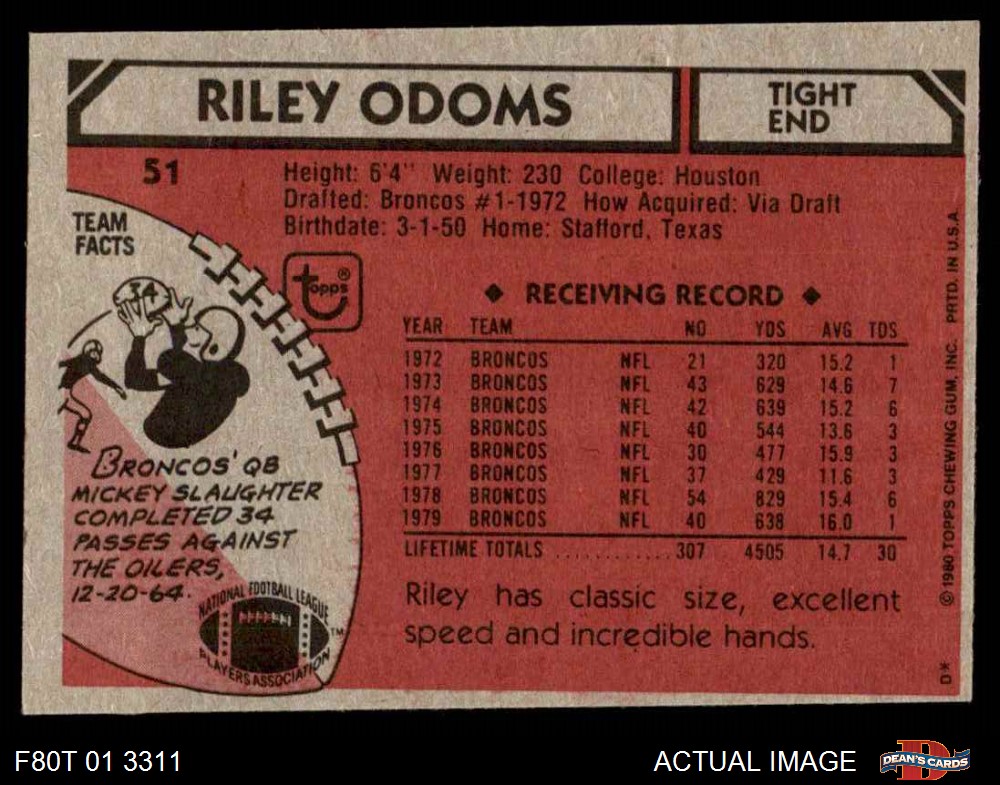 RILEY ODOMS
TIGHT
END
51
Height: 6'4" Weight: 230 College: Houston
Drafted: Broncos #1-1972 How Acquired: Via Draft
Birthdate: 3-1-50 Home: Stafford, Texas
TEAM
FACTS
34
topps®
◆ RECEIVING RECORD ◆
YEAR TEAM NO YDS AVG TDS
1972 BRONCOS NFL 21 320 15.2 1
1973 BRONCOS NFL 43 629 14.6 7
1974 BRONCOS NFL 42 639 15.2 6
1975 BRONCOS NFL 40 544 13.6 3
1976 BRONCOS NFL 30 477 15.9 3
1977 BRONCOS NFL 37 429 11.6 3
1978 BRONCOS NFL 54 829 15.4 6
1979 BRONCOS NFL 40 638 16.0 1
LIFETIME TOTALS ............307 4505 14.7 30
Riley has classic size, excellent
speed and incredible hands.
BRONCOS' QB
MICKEY SLAUGHTER
COMPLETED 34
PASSES AGAINST
THE OILERS,
12-20-64.
NATIONAL FOOTBALL LEAGUE
PLAYERS ASSOCIATION
TM
© 1980 TOPPS CHEWING GUM, INC. PRTD. IN U.S.A.
D*
F80T 01 3311
ACTUAL IMAGE
D
DEAN'S CARDS